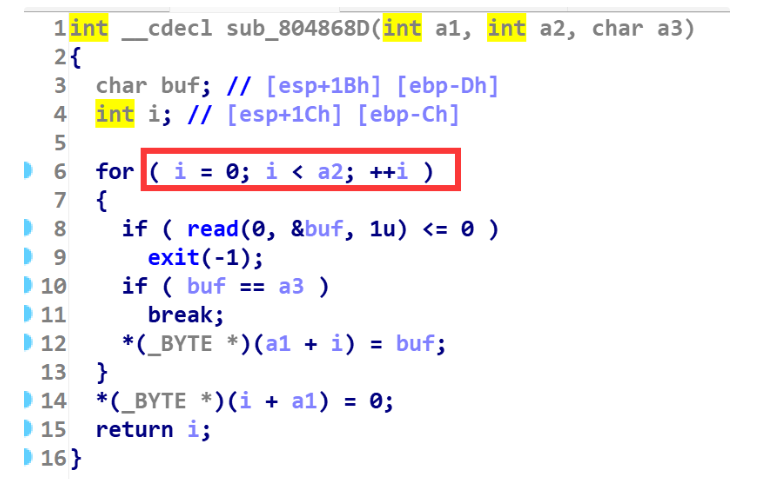 1 int __cdecl sub_804868D(int a1, int a2, char a3)
2 {
3   char buf; // [esp+1Bh] [ebp-Dh]
4   int i; // [esp+1Ch] [ebp-Ch]
5
6   for ( i = 0; i < a2; ++i )
7   {
8     if ( read(0, &buf, 1u) <= 0 )
9       exit(-1);
10     if ( buf == a3 )
11       break;
12     *(_BYTE *)(a1 + i) = buf;
13   }
14   *(_BYTE *)(i + a1) = 0;
15   return i;
16 }